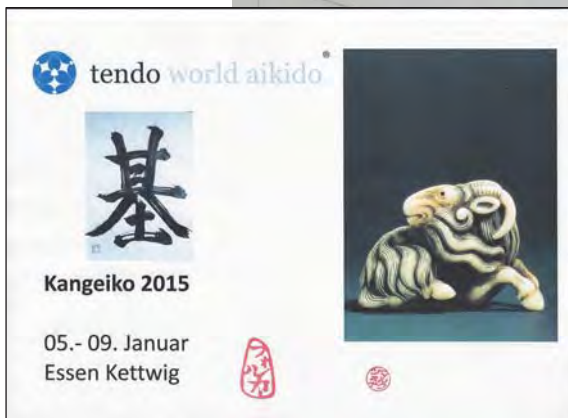 tendo world aikido
基
Kangeiko 2015
05.- 09. Januar
Essen Kettwig